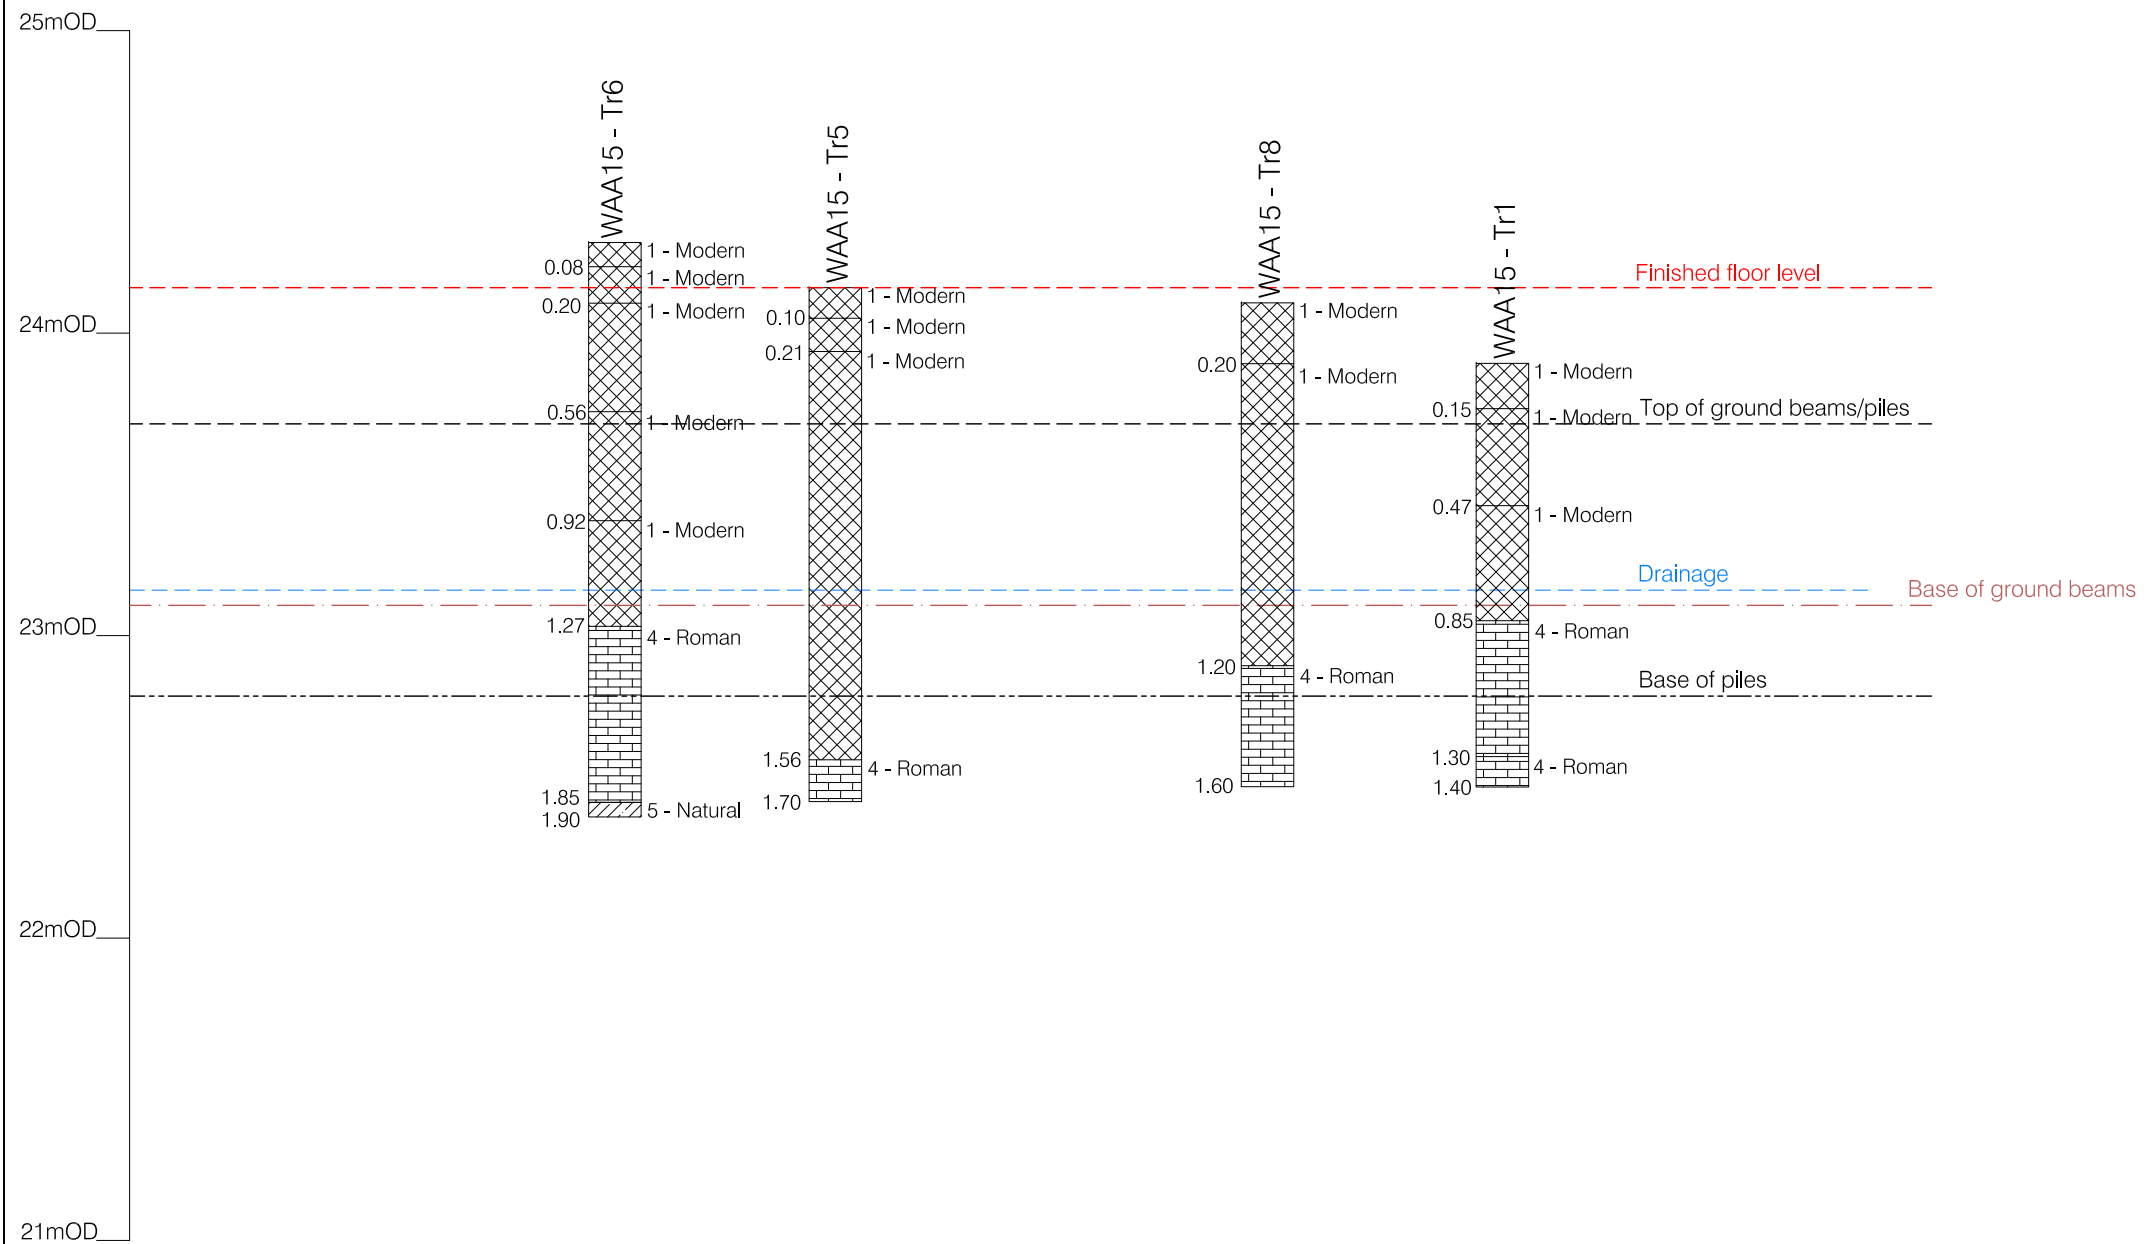 25mOD
24mOD
23mOD
22mOD
21mOD
WAA15 - Tr6
1 - Modern
0.08
1 - Modern
0.20
1 - Modern
0.56
1 - Modern
0.92
1 - Modern
1.27
4 - Roman
1.85
5 - Natural
1.90
WAA15 - Tr5
1 - Modern
0.10
1 - Modern
0.21
1 - Modern
1.56
4 - Roman
1.70
WAA15 - Tr8
1 - Modern
0.20
1 - Modern
1.20
4 - Roman
1.60
WAA15 - Tr1
1 - Modern
0.15
1 - Modern
0.47
1 - Modern
0.85
4 - Roman
1.30
4 - Roman
1.40
Finished floor level
Top of ground beams/piles
Drainage
Base of ground beams
Base of piles